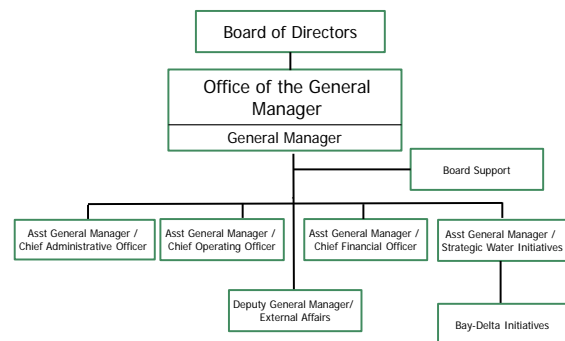 Board of Directors
Office of the General
Manager
General Manager
Board Support
Asst General Manager /
Chief Administrative Officer
Asst General Manager /
Chief Operating Officer
Asst General Manager /
Chief Financial Officer
Asst General Manager /
Strategic Water Initiatives
Deputy General Manager/
External Affairs
Bay-Delta Initiatives